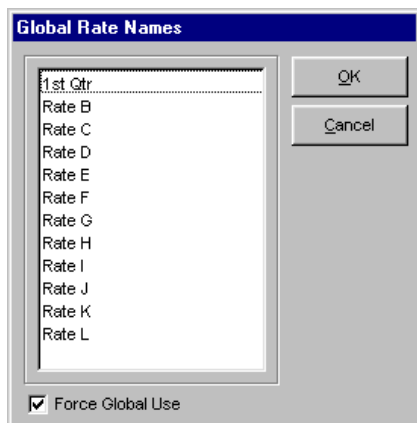 Global Rate Names
1st Qtr
Rate B
Rate C
Rate D
Rate E
Rate F
Rate G
Rate H
Rate I
Rate J
Rate K
Rate L
OK
Cancel
Force Global Use